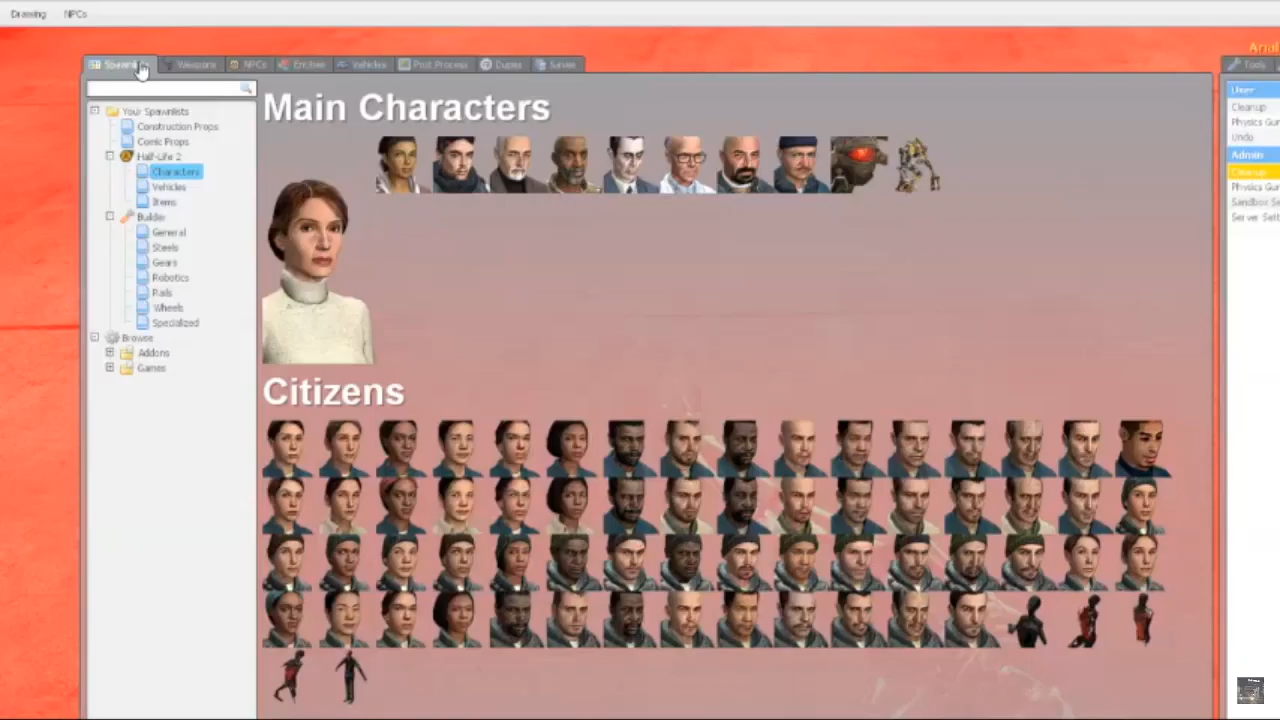 Drawing NPCs
Spawnlists Weapons NPCs Entities Vehicles Post Process Dupes Saves
Tools
Your Spawnlists
Construction Props
Comic Props
Half-Life 2
Characters
Vehicles
Items
Builder
General
Steels
Gears
Robotics
Rails
Wheels
Specialized
Browse
Addons
Games
Main Characters
Citizens
User
Cleanup
Physics Gun
Undo
Admin
Cleanup
Physics Gun
Sandbox Se
Server Sett